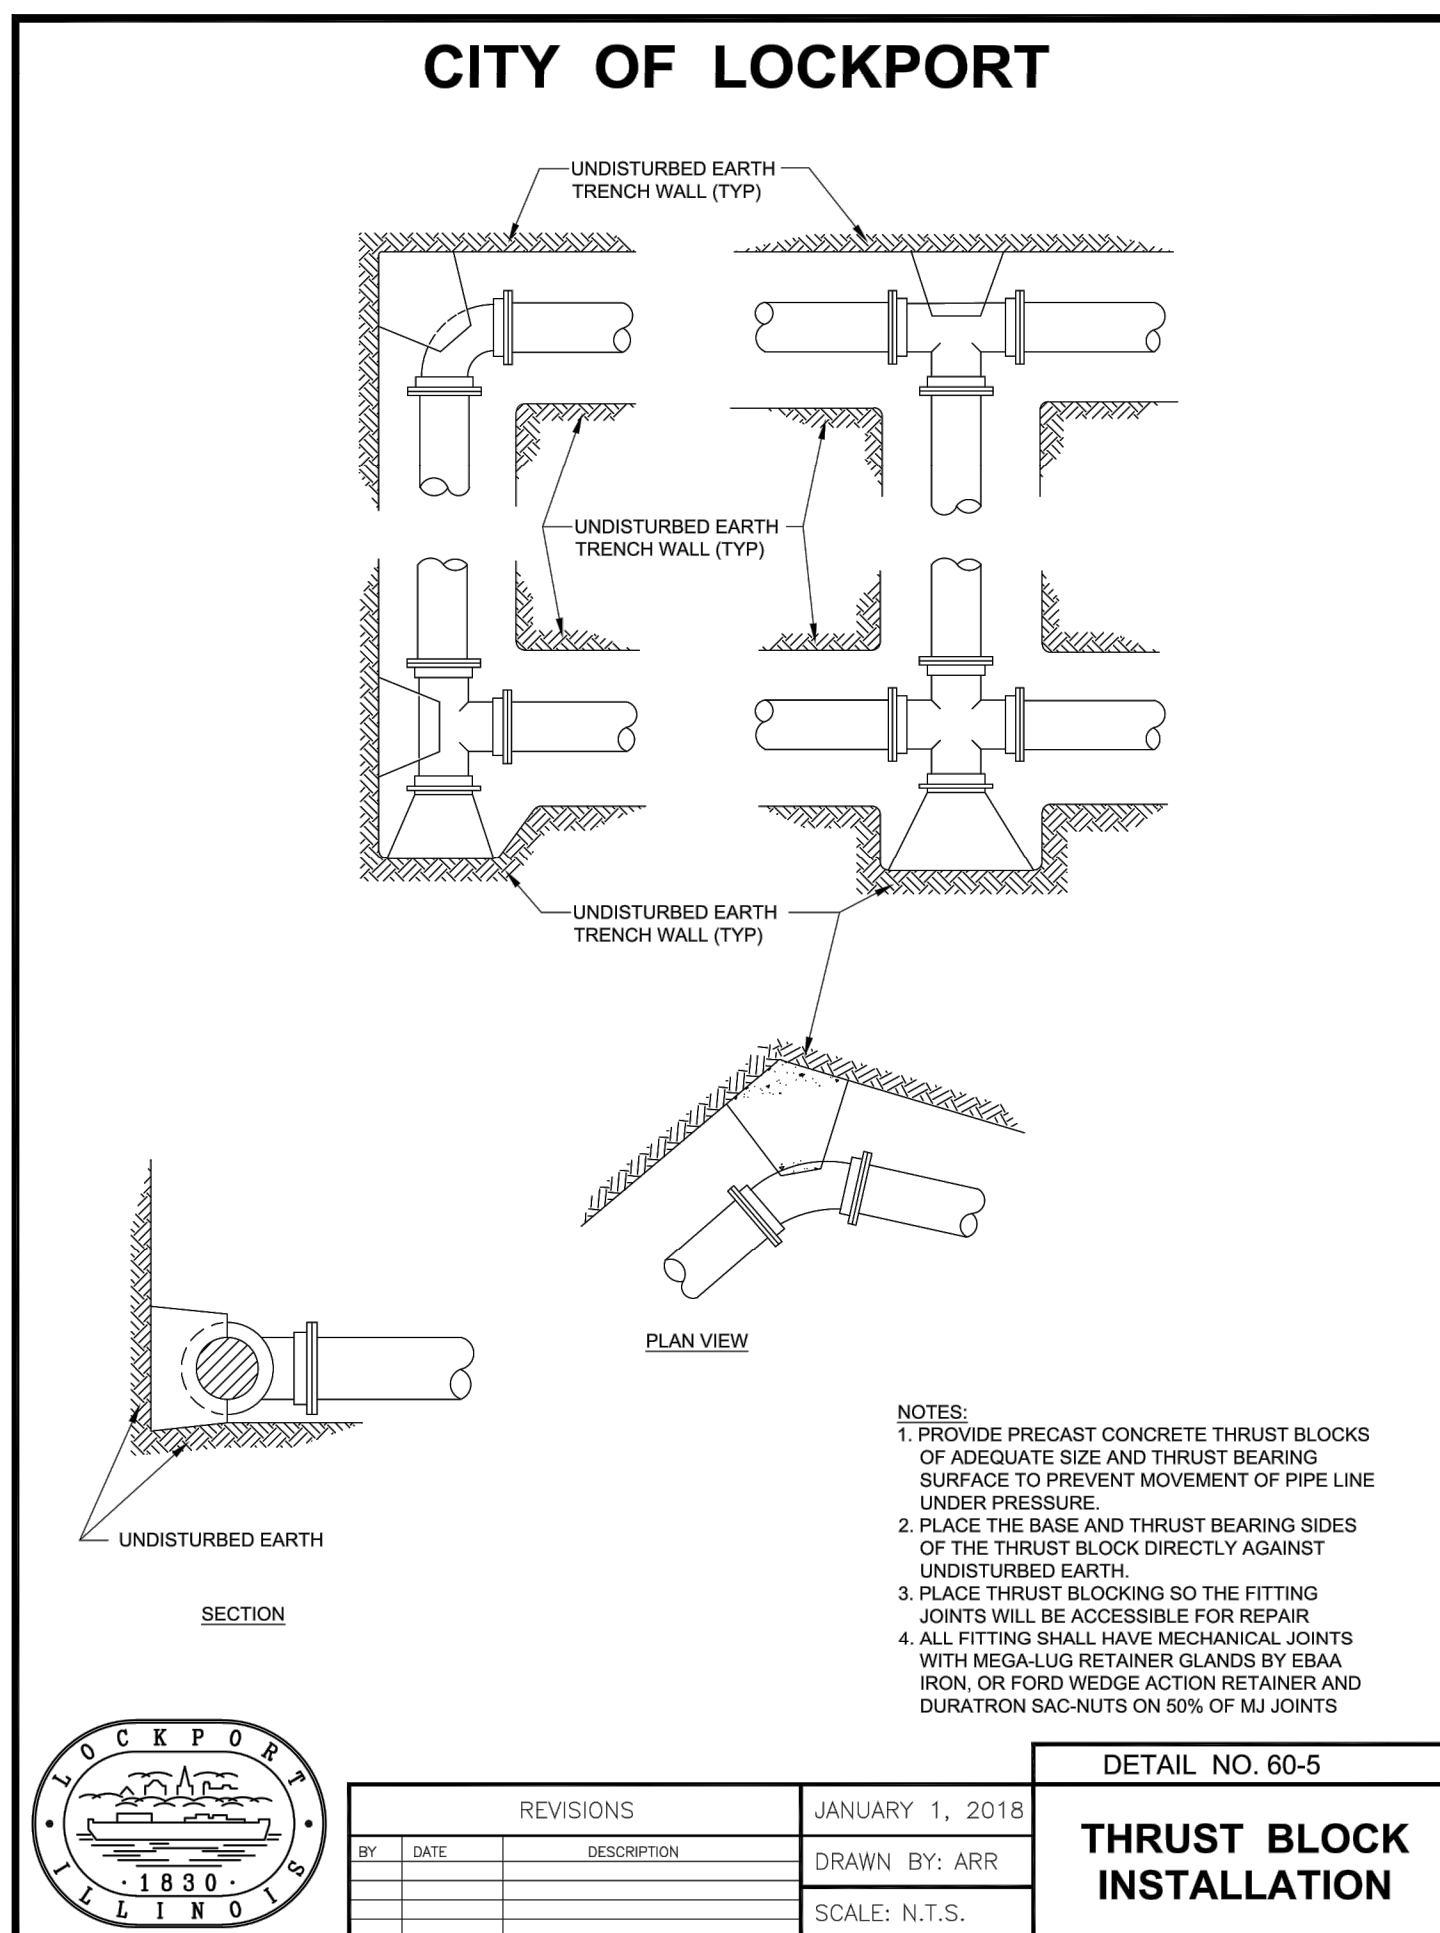 CITY OF LOCKPORT
UNDISTURBED EARTH
TRENCH WALL (TYP)
UNDISTURBED EARTH
TRENCH WALL (TYP)
UNDISTURBED EARTH
TRENCH WALL (TYP)
PLAN VIEW
UNDISTURBED EARTH
SECTION
NOTES:
1. PROVIDE PRECAST CONCRETE THRUST BLOCKS
OF ADEQUATE SIZE AND THRUST BEARING
SURFACE TO PREVENT MOVEMENT OF PIPE LINE
UNDER PRESSURE.
2. PLACE THE BASE AND THRUST BEARING SIDES
OF THE THRUST BLOCK DIRECTLY AGAINST
UNDISTURBED EARTH.
3. PLACE THRUST BLOCKING SO THE FITTING
JOINTS WILL BE ACCESSIBLE FOR REPAIR
4. ALL FITTING SHALL HAVE MECHANICAL JOINTS
WITH MEGA-LUG RETAINER GLANDS BY EBAA
IRON, OR FORD WEDGE ACTION RETAINER AND
DURATRON SAC-NUTS ON 50% OF MJ JOINTS
LOCKPORT
· 1830 ·
ILLINOIS
REVISIONS
BY DATE DESCRIPTION
JANUARY 1, 2018
DRAWN BY: ARR
SCALE: N.T.S.
DETAIL NO. 60-5
THRUST BLOCK
INSTALLATION